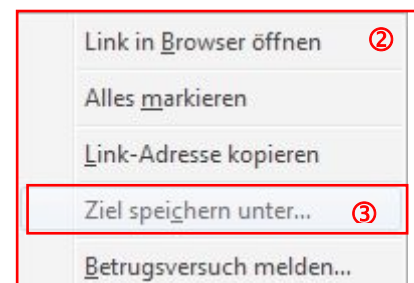 Link in Browser öffnen ②
Alles markieren
Link-Adresse kopieren
Ziel speichern unter... ③
Betrugsversuch melden...